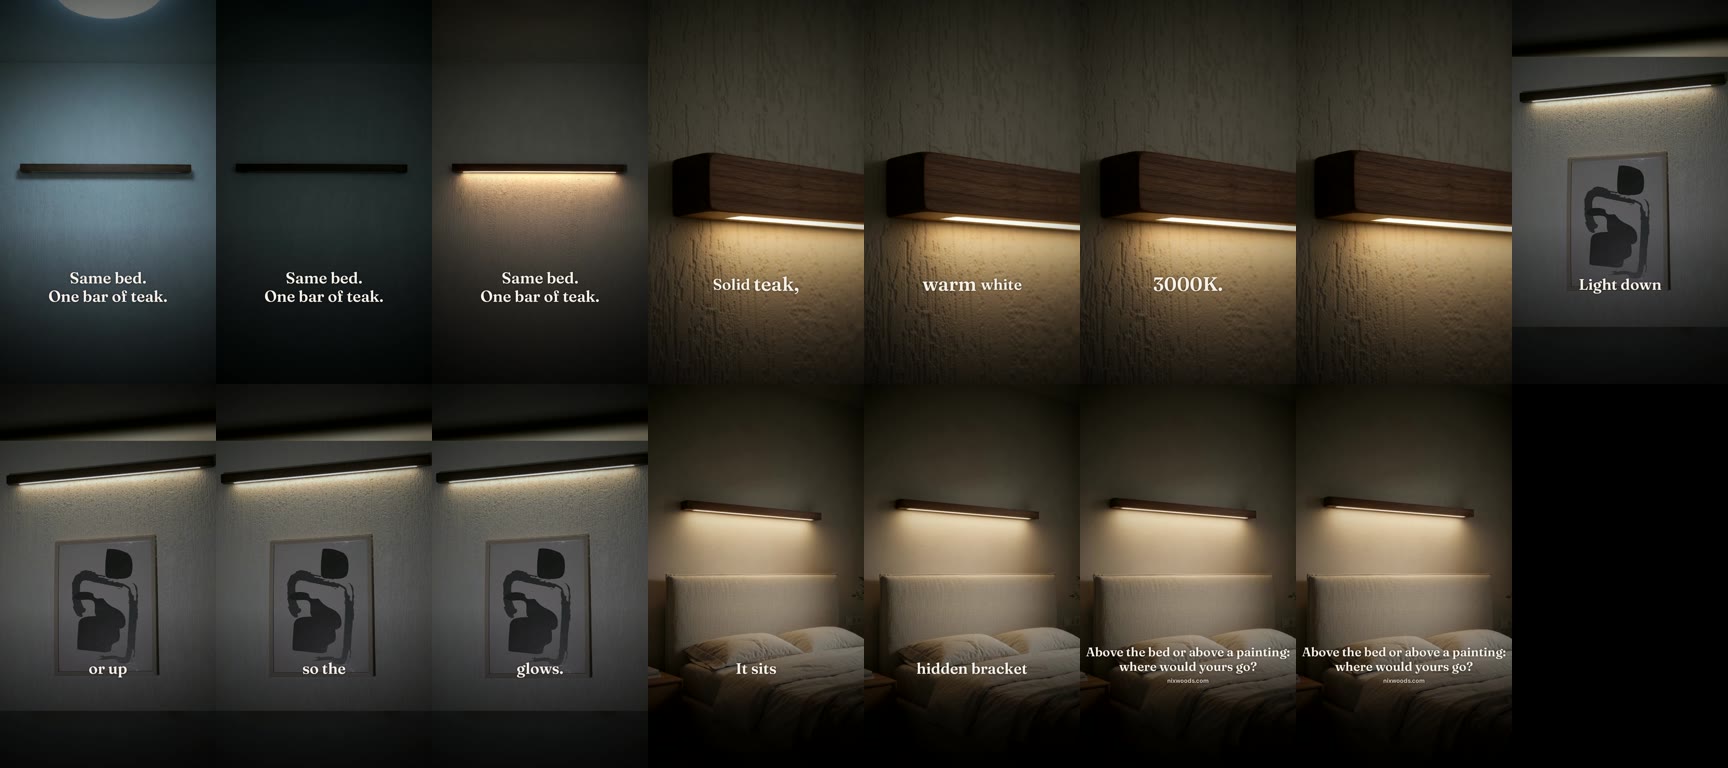 Same bed.
One bar of teak.
Same bed.
One bar of teak.
Same bed.
One bar of teak.
Solid teak,
warm white
3000K.
Light down
or up
so the
glows.
It sits
hidden bracket
Above the bed or above a painting:
where would yours go?
nixwoods.com
Above the bed or above a painting:
where would yours go?
nixwoods.com